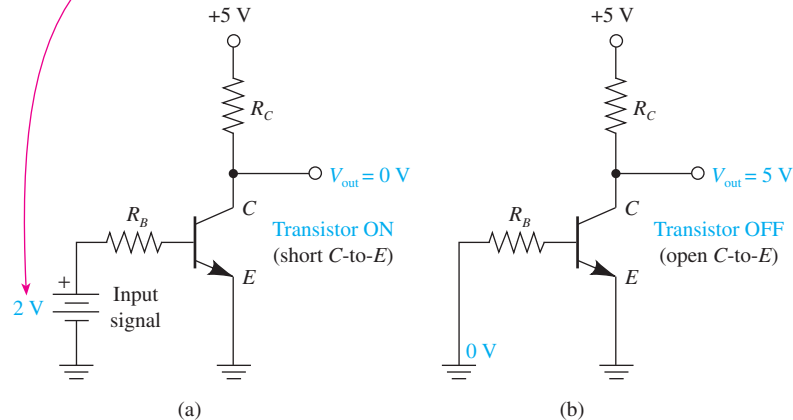 +5 V
R_C
V_out = 0 V
C
R_B
Transistor ON
(short C-to-E)
E
+
2 V
Input
signal
(a)
+5 V
R_C
V_out = 5 V
C
R_B
Transistor OFF
(open C-to-E)
E
0 V
(b)